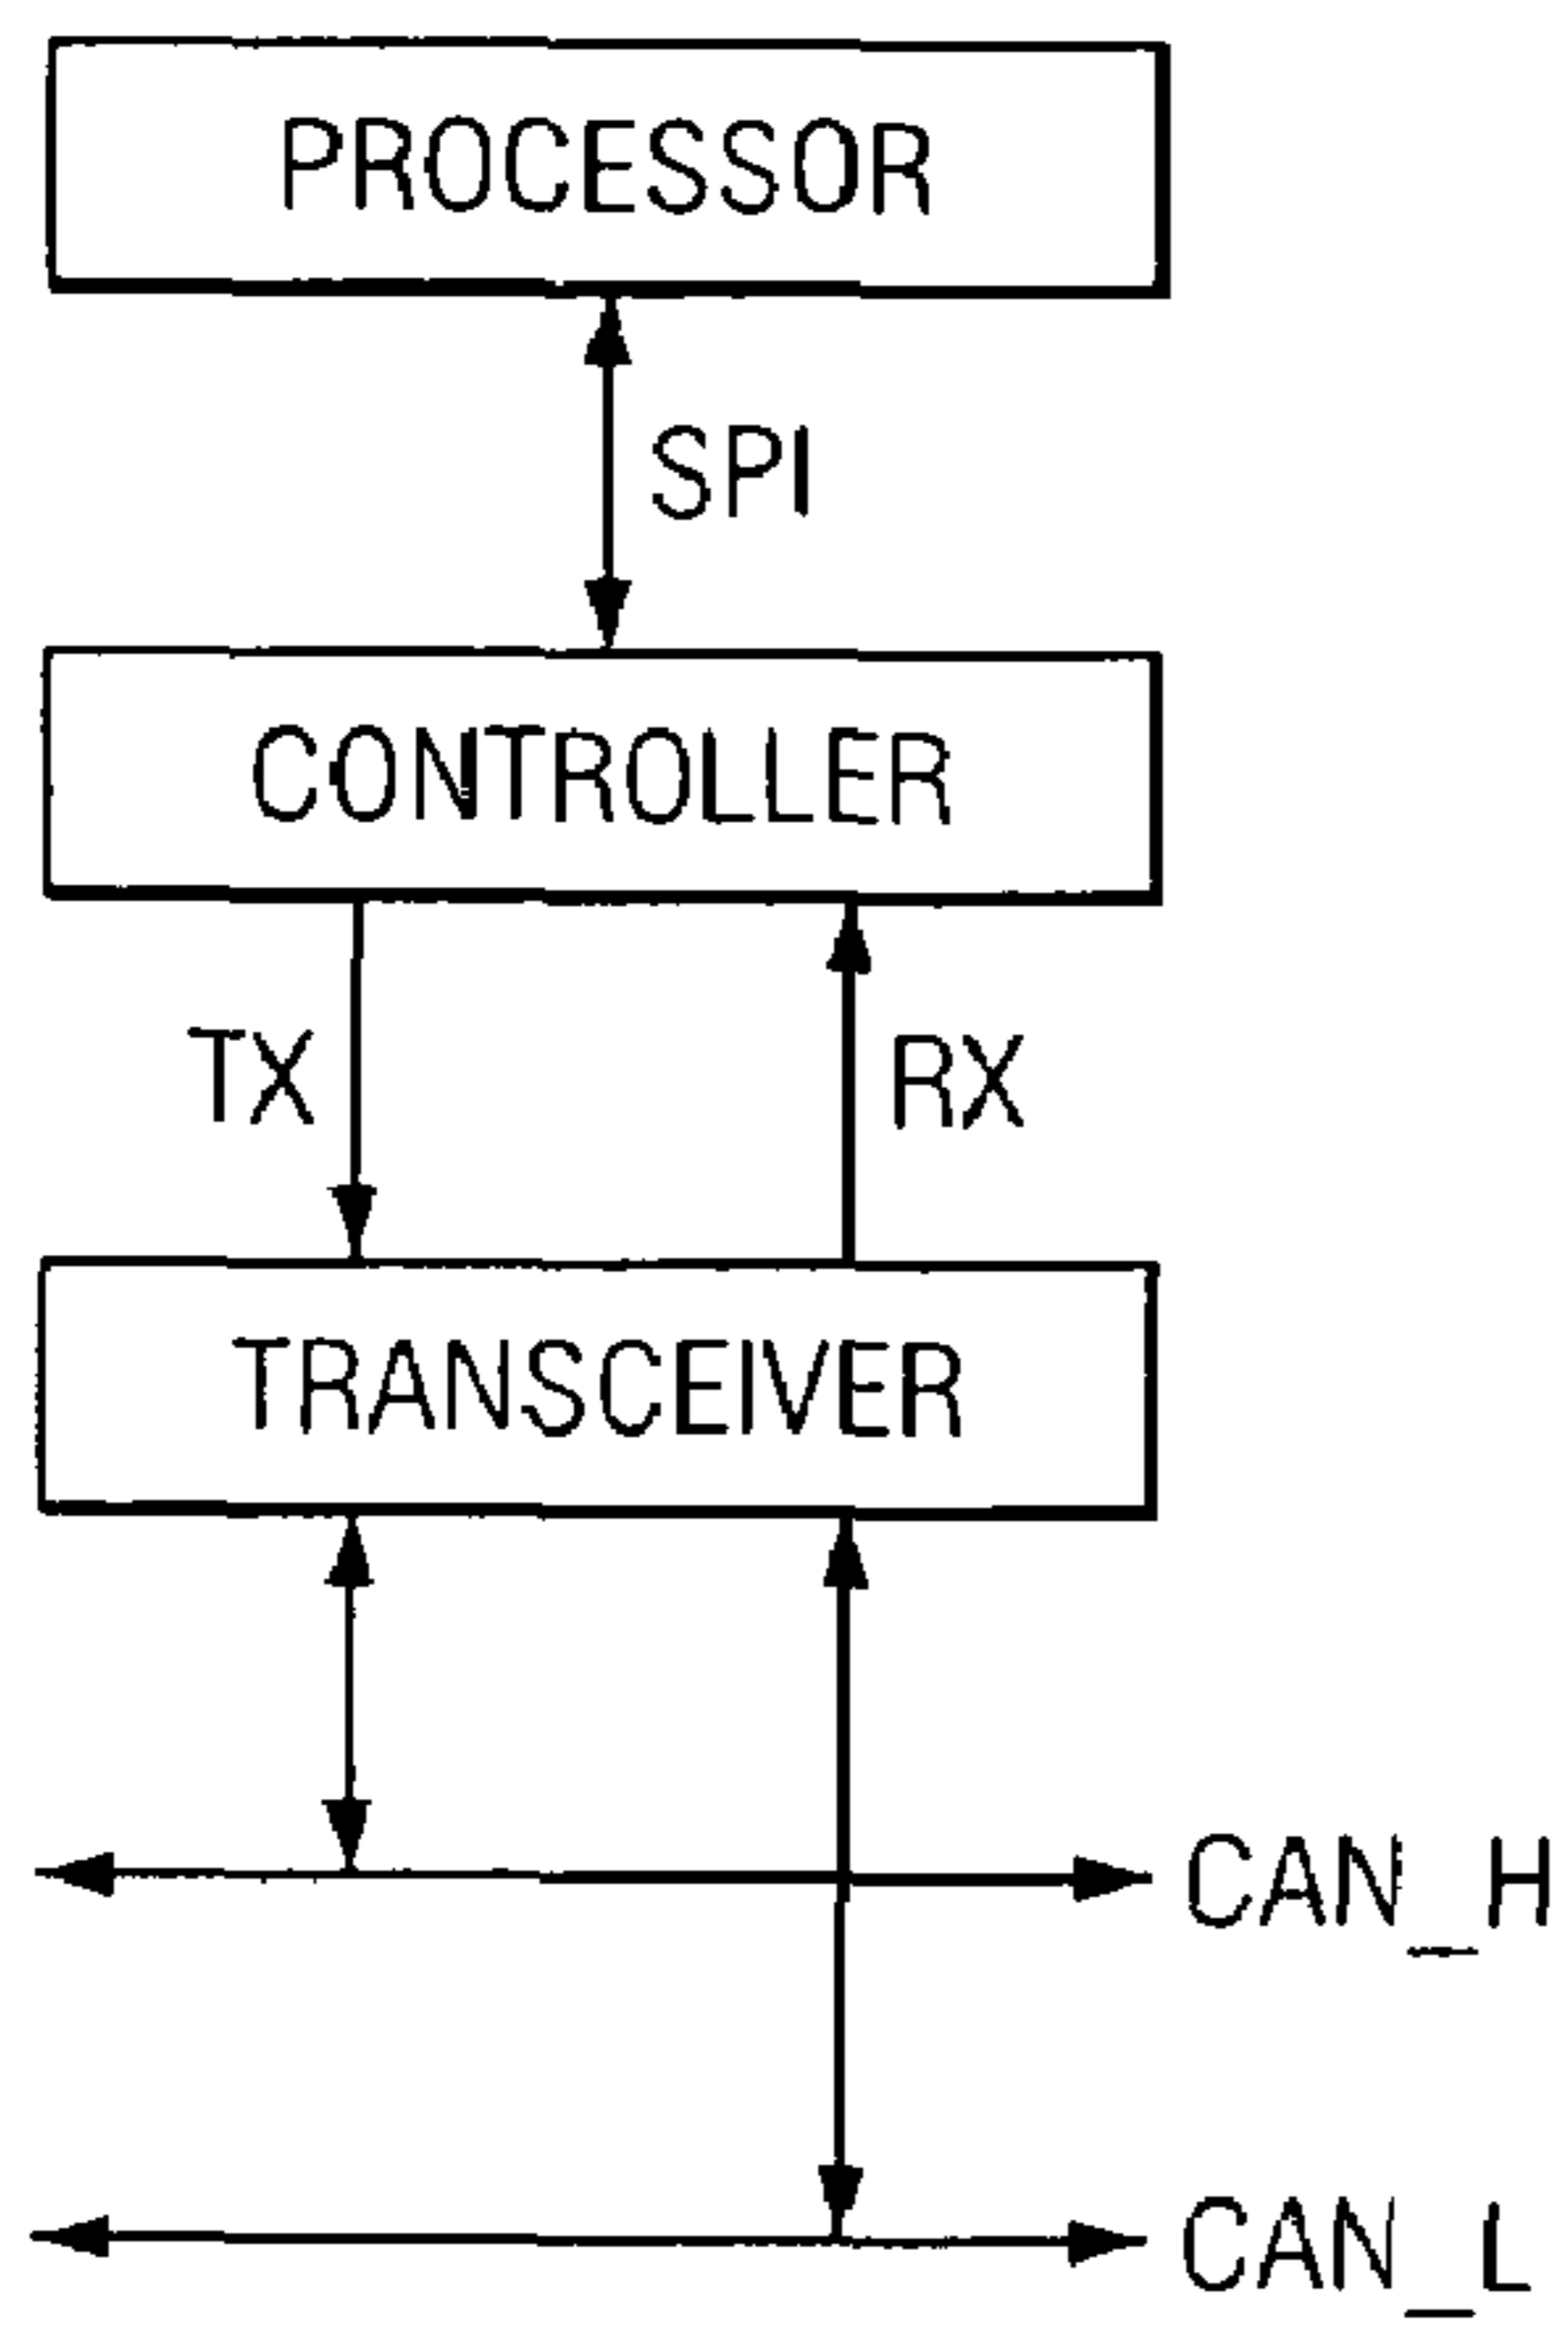 PROCESSOR
SPI
CONTROLLER
TX
RX
TRANSCEIVER
CAN_H
CAN_L